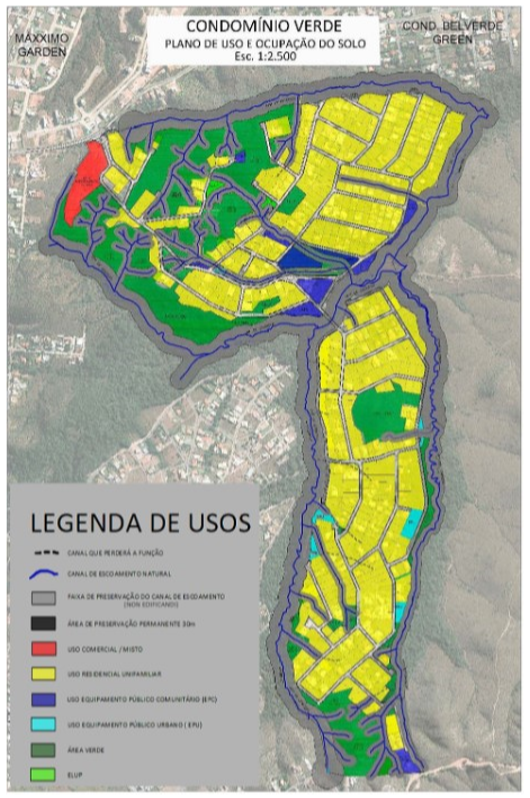 CONDOMÍNIO VERDE
PLANO DE USO E OCUPAÇÃO DO SOLO
Esc. 1:2.500
MÁXXIMO
GARDEN
COND. BELVERDE
GREEN
LEGENDA DE USOS
CANAL QUE PERDERÁ A FUNÇÃO
CANAL DE ESCOAMENTO NATURAL
FAIXA DE PRESERVAÇÃO DO CANAL DE ESCOAMENTO
(NON EDIFICANDI)
ÁREA DE PRESERVAÇÃO PERMANENTE 30m
USO COMERCIAL / MISTO
USO RESIDENCIAL UNIFAMILIAR
USO EQUIPAMENTO PÚBLICO COMUNITÁRIO (EPC)
USO EQUIPAMENTO PÚBLICO URBANO ( EPU)
ÁREA VERDE
ELUP